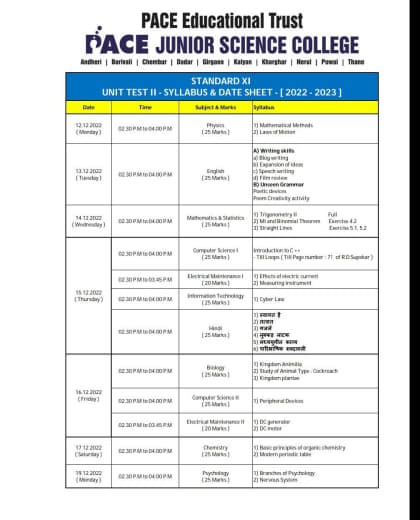 PACE Educational Trust
PACE JUNIOR SCIENCE COLLEGE
Andheri | Borivali | Chembur | Dadar | Girgaon | Kalyan | Kharghar | Nerul | Powai | Thane
STANDARD XI
UNIT TEST II - SYLLABUS & DATE SHEET - [ 2022 - 2023 ]
Date Time Subject & Marks Syllabus
12.12.2022 ( Monday ) 02.30 P.M to 04.00 P.M Physics ( 25 Marks )
1) Mathematical Methods
2) Laws of Motion
13.12.2022 ( Tuesday ) 02.30 P.M to 04.00 P.M English ( 25 Marks )
A) Writing skills
a) Blog writing
b) Expansion of ideas
c) Speech writing
d) Film review
B) Unseen Grammar
Poetic devices
Poem Creativity activity
14.12.2022 ( Wednesday ) 02.30 P.M to 04.00 P.M Mathematics & Statistics ( 25 Marks )
1) Trigonometry II Full
2) MI and Binomial Theorem Exercise 4.2
3) Straight Lines Exercise 5.1, 5.2
15.12.2022 ( Thursday )
02.30 P.M to 04.00 P.M Computer Science I ( 25 Marks )
Introduction to C ++
- Till Loops ( Till Page number : 71 of R.D Supekar )
02.30 P.M to 03.45 P.M Electrical Maintenance I ( 20 Marks )
1) Effects of electric current
2) Measuring instrument
02.30 P.M to 04.00 P.M Information Technology ( 25 Marks )
1) Cyber Law
02.30 P.M to 04.00 P.M Hindi ( 25 Marks )
1)
2)
3) गजलें
4) नुक्कड़ नाटक
5)
6) पारिभाषिक शब्दावली
16.12.2022 ( Friday )
02.30 P.M to 04.00 P.M Biology ( 25 Marks )
1) Kingdom Animilia
2) Study of Animal Type - Cockroach
3) Kingdom plantae
02.30 P.M to 04.00 P.M Computer Science II ( 25 Marks )
1) Peripheral Devices
02.30 P.M to 03.45 P.M Electrical Maintenance II ( 20 Marks )
1) DC generator
2) DC motor
17.12.2022 ( Saturday ) 02.30 P.M to 04.00 P.M Chemistry ( 25 Marks )
1) Basic principles of organic chemistry
2) Modern periodic table
19.12.2022 ( Monday ) 02.30 P.M to 04.00 P.M Psychology ( 25 Marks )
1) Branches of Psychology
2) Nervous System